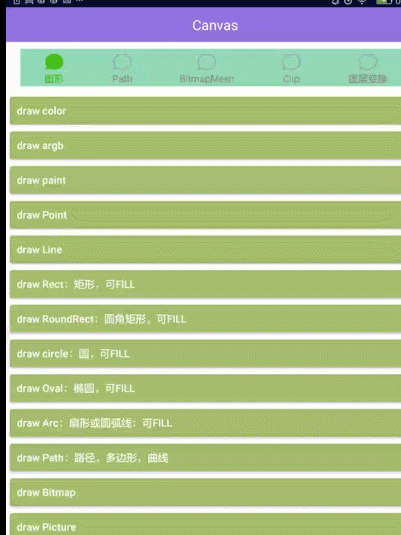 Canvas
图形 Path BitmapMesh Clip 图层变换
draw color
draw argb
draw paint
draw Point
draw Line
draw Rect：矩形，可FILL
draw RoundRect：圆角矩形，可FILL
draw circle：圆，可FILL
draw Oval：椭圆，可FILL
draw Arc：扇形或圆弧线：可FILL
draw Path：路径，多边形，曲线
draw Bitmap
draw Picture